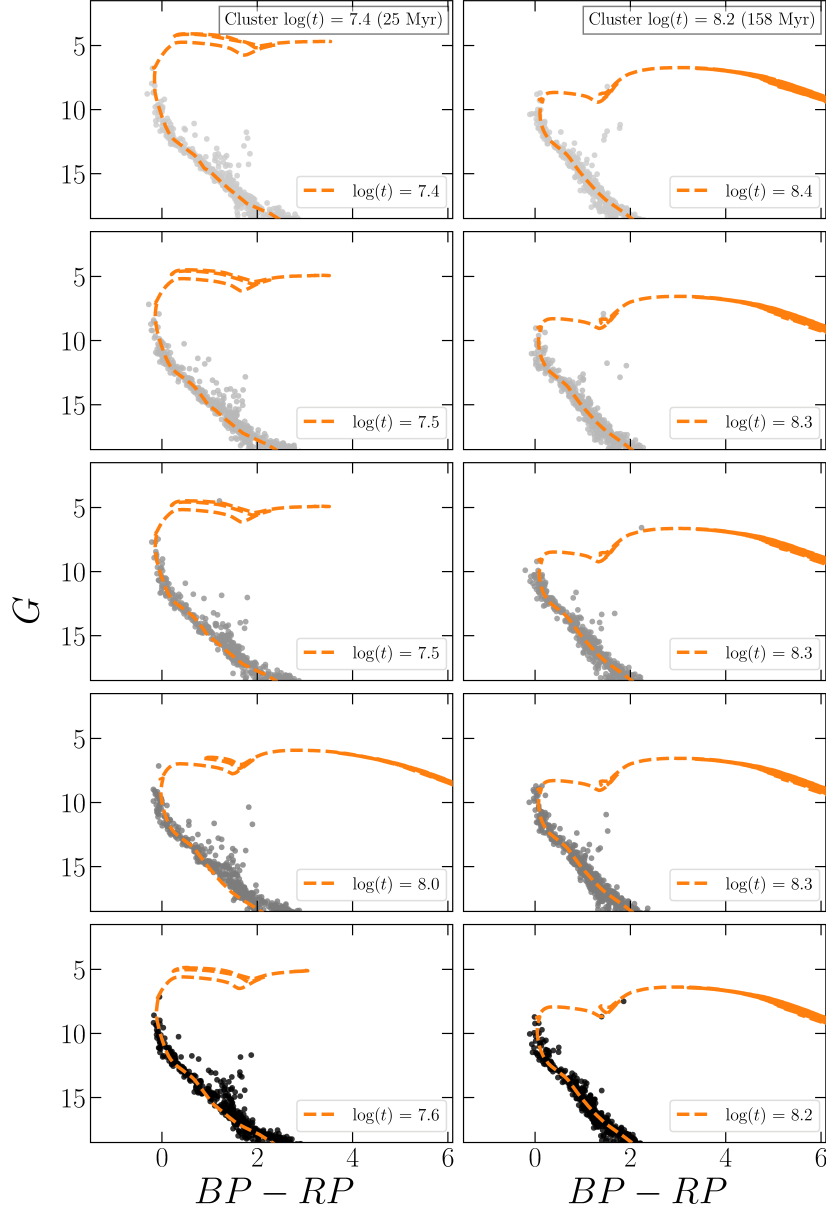 Cluster log(t) = 7.4 (25 Myr)
Cluster log(t) = 8.2 (158 Myr)
5
10
15
log(t) = 7.4
log(t) = 8.4
5
10
15
log(t) = 7.5
log(t) = 8.3
5
10
15
log(t) = 7.5
log(t) = 8.3
G
5
10
15
log(t) = 8.0
log(t) = 8.3
5
10
15
log(t) = 7.6
log(t) = 8.2
0 2 4 6
0 2 4 6
BP − RP
BP − RP